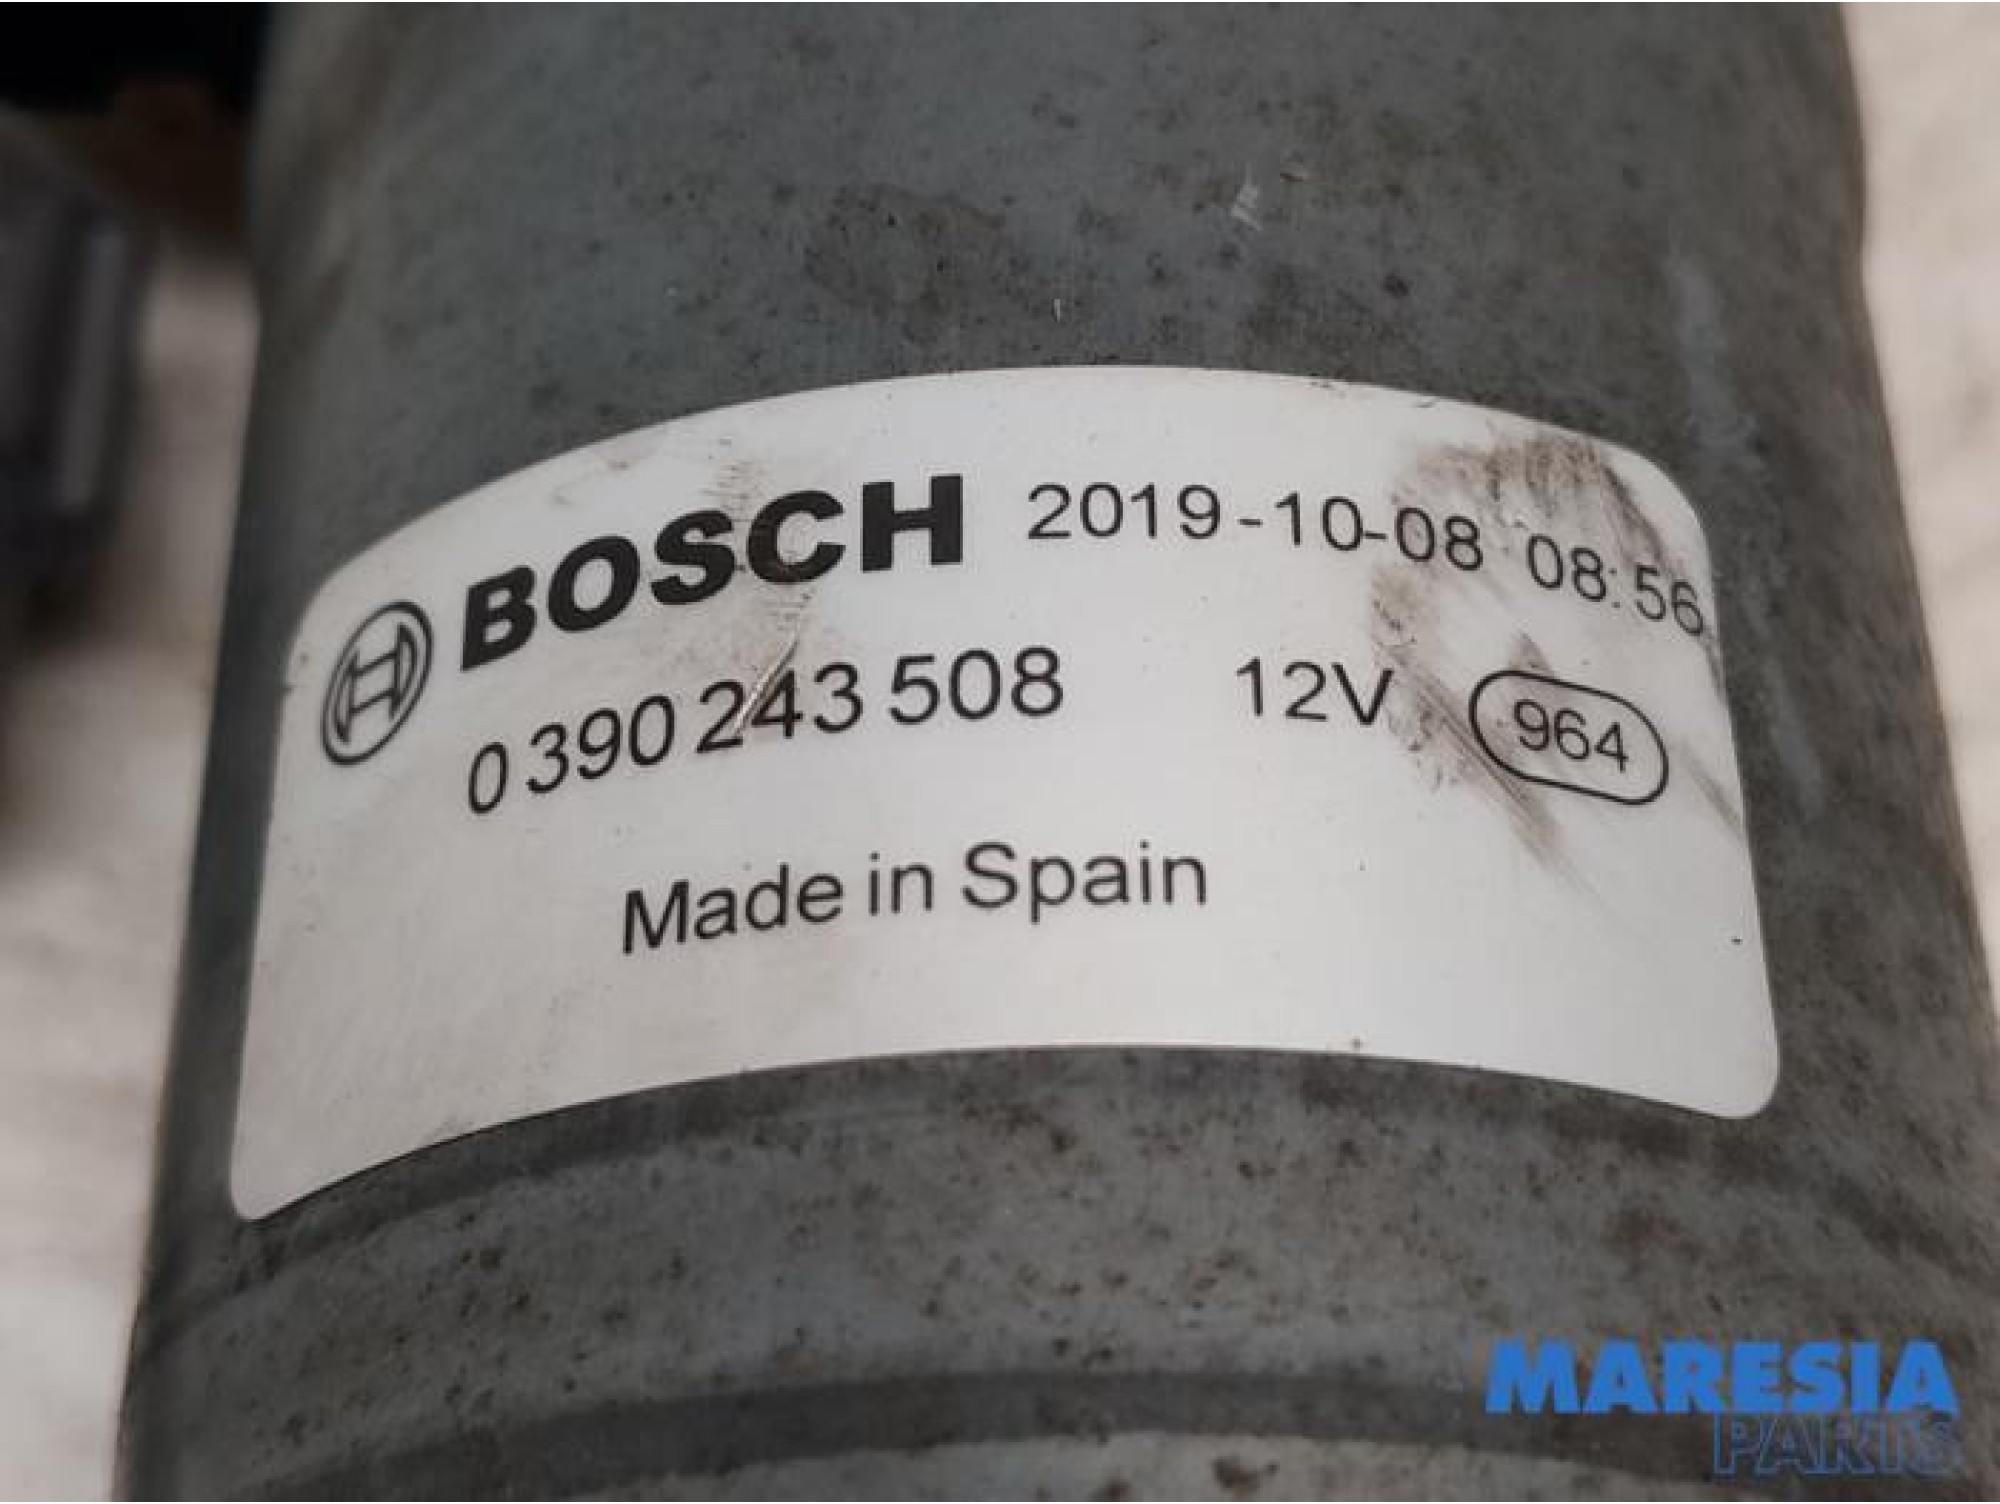 BOSCH 2019-10-08 08:56
0 390 243 508 12V 964
Made in Spain
MARESIA
PARTS